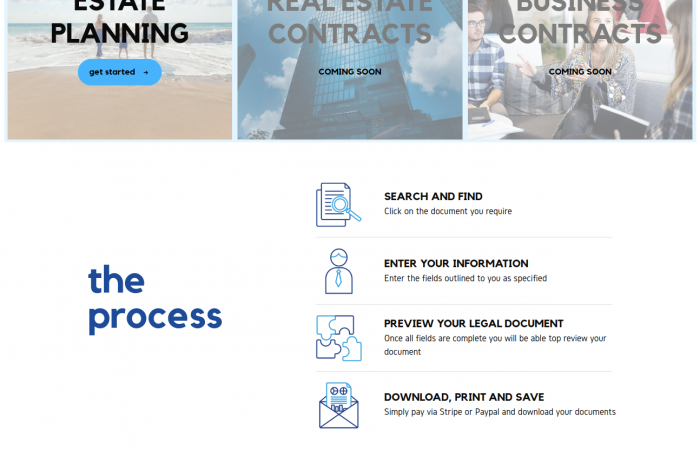 ESTATE
PLANNING
get started →
REAL ESTATE
CONTRACTS
COMING SOON
BUSINESS
CONTRACTS
COMING SOON
the
process
SEARCH AND FIND
Click on the document you require
ENTER YOUR INFORMATION
Enter the fields outlined to you as specified
PREVIEW YOUR LEGAL DOCUMENT
Once all fields are complete you will be able top review your
document
DOWNLOAD, PRINT AND SAVE
Simply pay via Stripe or Paypal and download your documents